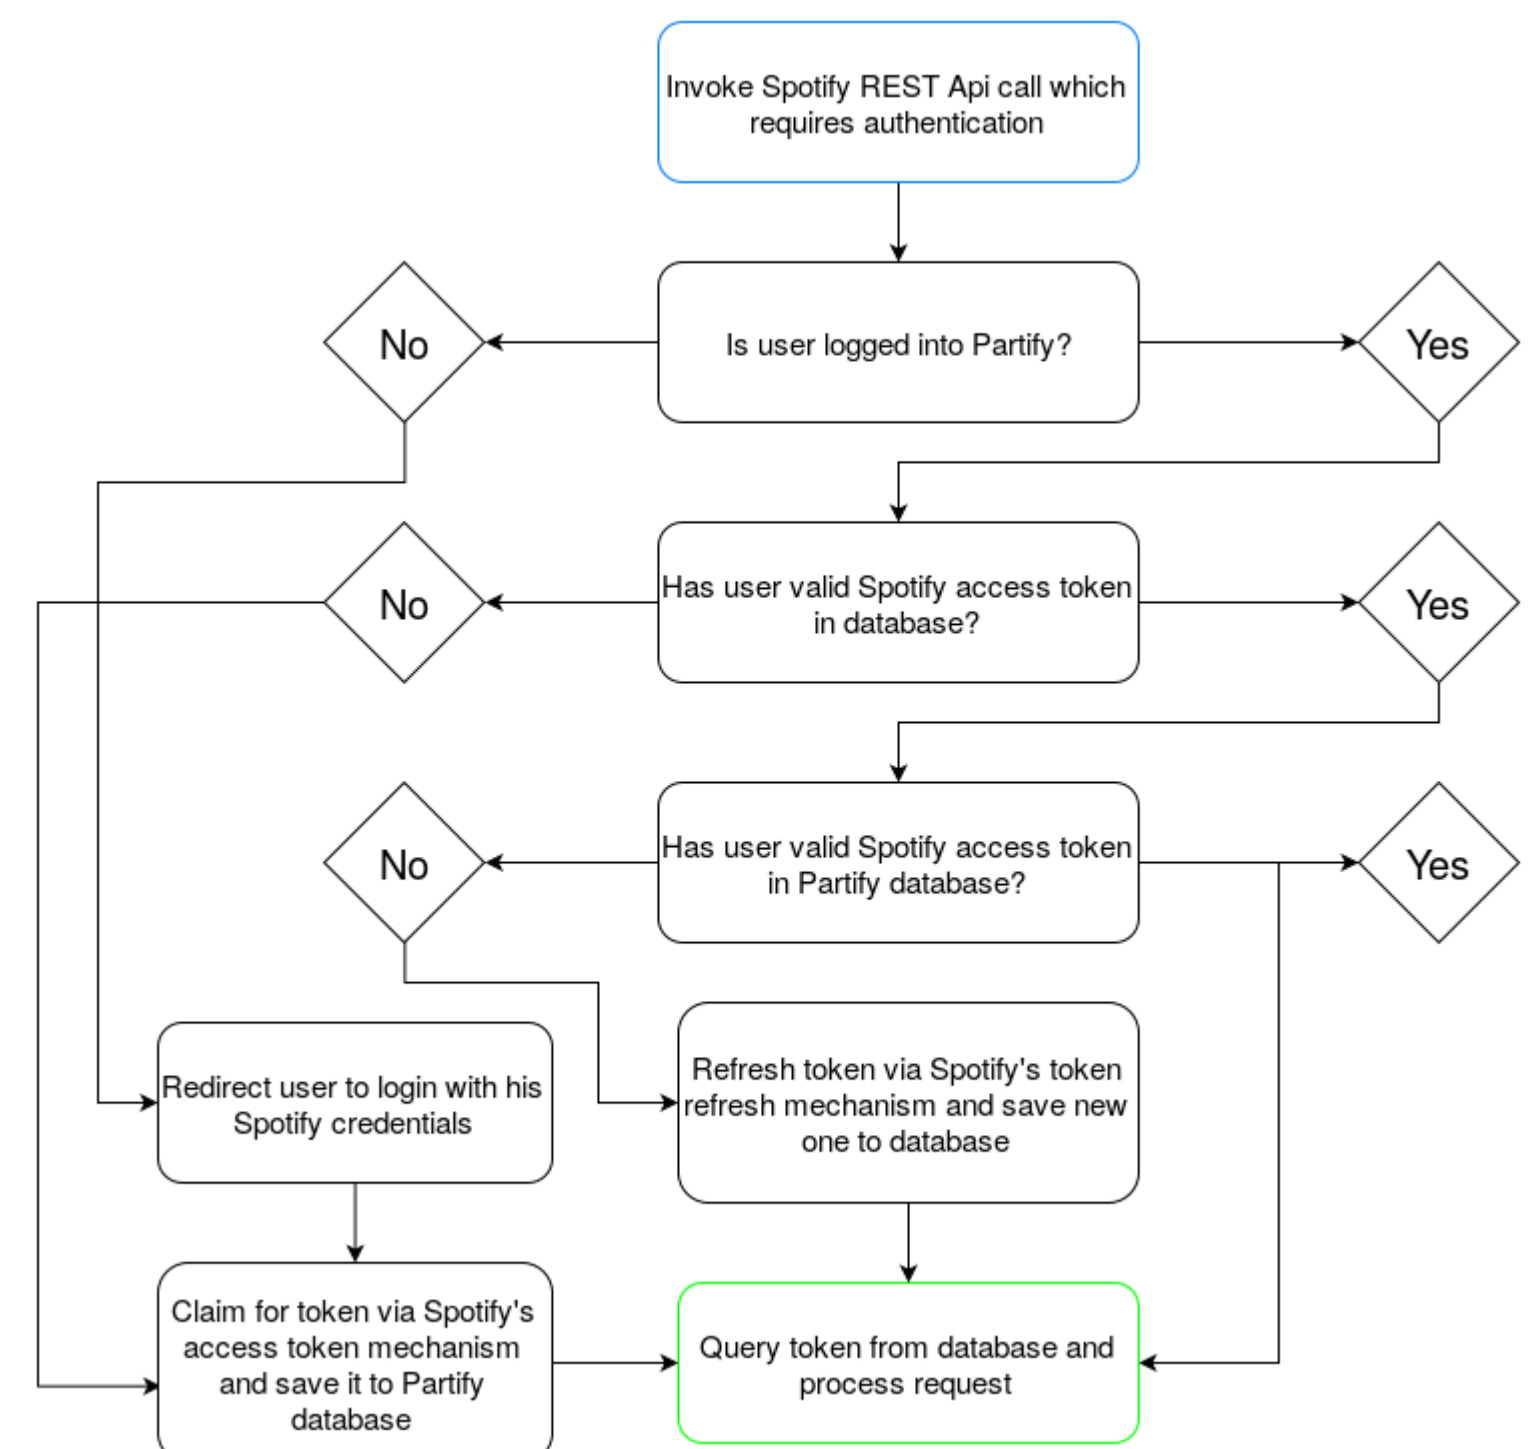 Invoke Spotify REST Api call which
requires authentication
No
Is user logged into Partify?
Yes
No
Has user valid Spotify access token
in database?
Yes
No
Has user valid Spotify access token
in Partify database?
Yes
Redirect user to login with his
Spotify credentials
Refresh token via Spotify's token
refresh mechanism and save new
one to database
Claim for token via Spotify's
access token mechanism
and save it to Partify
database
Query token from database and
process request